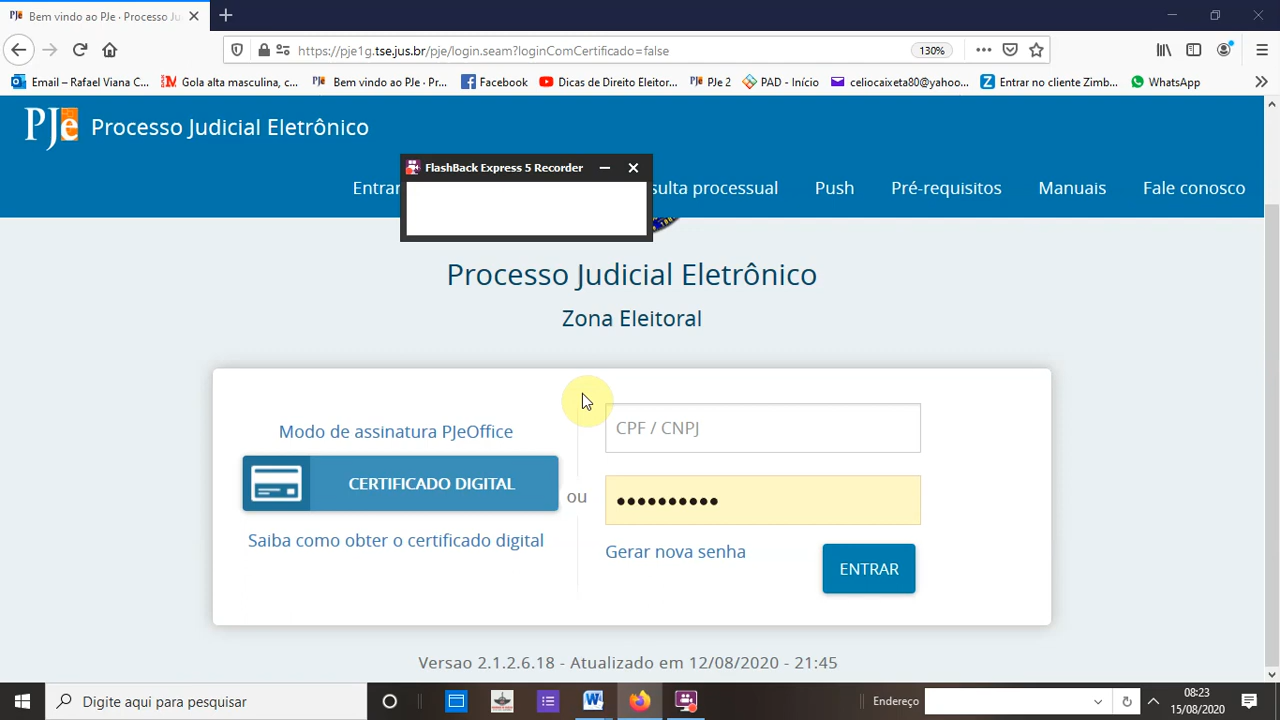 PJe Bem vindo ao PJe · Processo Ju
https://pje1g.tse.jus.br/pje/login.seam?loginComCertificado=false
130%
Email – Rafael Viana C...
Gola alta masculina, c...
PJe Bem vindo ao PJe · Pr...
Facebook
Dicas de Direito Eleitor...
PJe PJe 2
PAD - Início
celiocaixeta80@yahoo...
Entrar no cliente Zimb...
WhatsApp
PJe Processo Judicial Eletrônico
FlashBack Express 5 Recorder
Entrar
sulta processual
Push
Pré-requisitos
Manuais
Fale conosco
Processo Judicial Eletrônico
Zona Eleitoral
Modo de assinatura PJeOffice
CERTIFICADO DIGITAL
Saiba como obter o certificado digital
ou
CPF / CNPJ
••••••••••
Gerar nova senha
ENTRAR
Versao 2.1.2.6.18 - Atualizado em 12/08/2020 - 21:45
Digite aqui para pesquisar
Endereço
08:23
15/08/2020